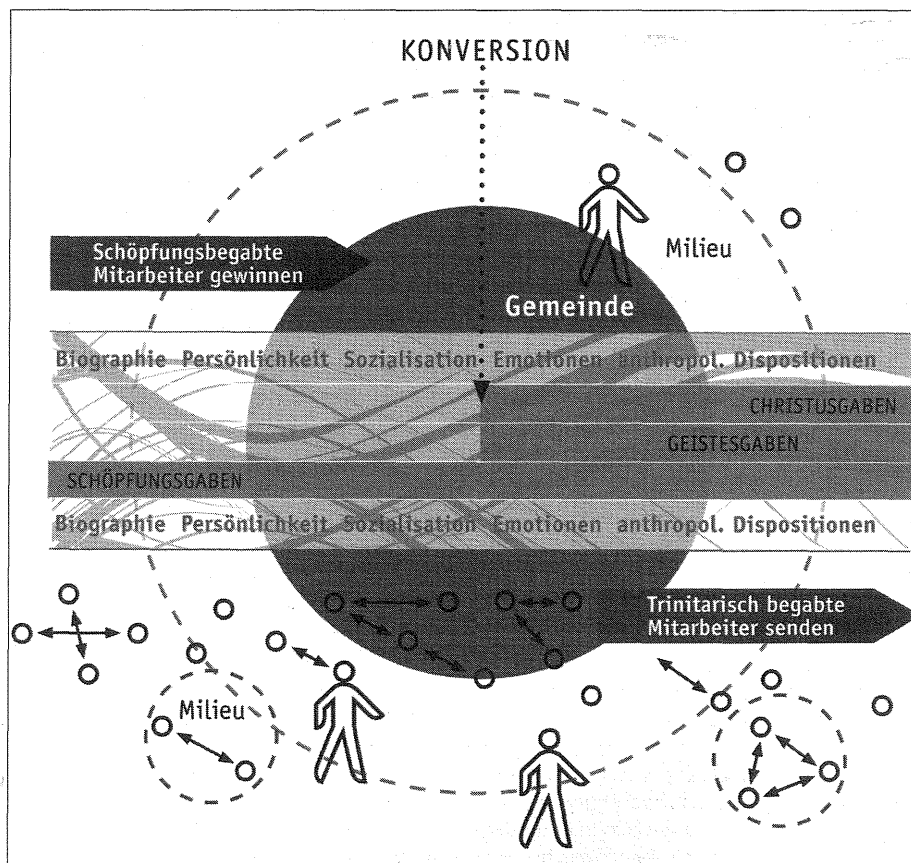 KONVERSION
Milieu
Schöpfungsbegabte
Mitarbeiter gewinnen
Gemeinde
Biographie Persönlichkeit Sozialisation Emotionen anthropol. Dispositionen
CHRISTUSGABEN
GEISTESGABEN
SCHÖPFUNGSGABEN
Biographie Persönlichkeit Sozialisation Emotionen anthropol. Dispositionen
Trinitarisch begabte
Mitarbeiter senden
Milieu